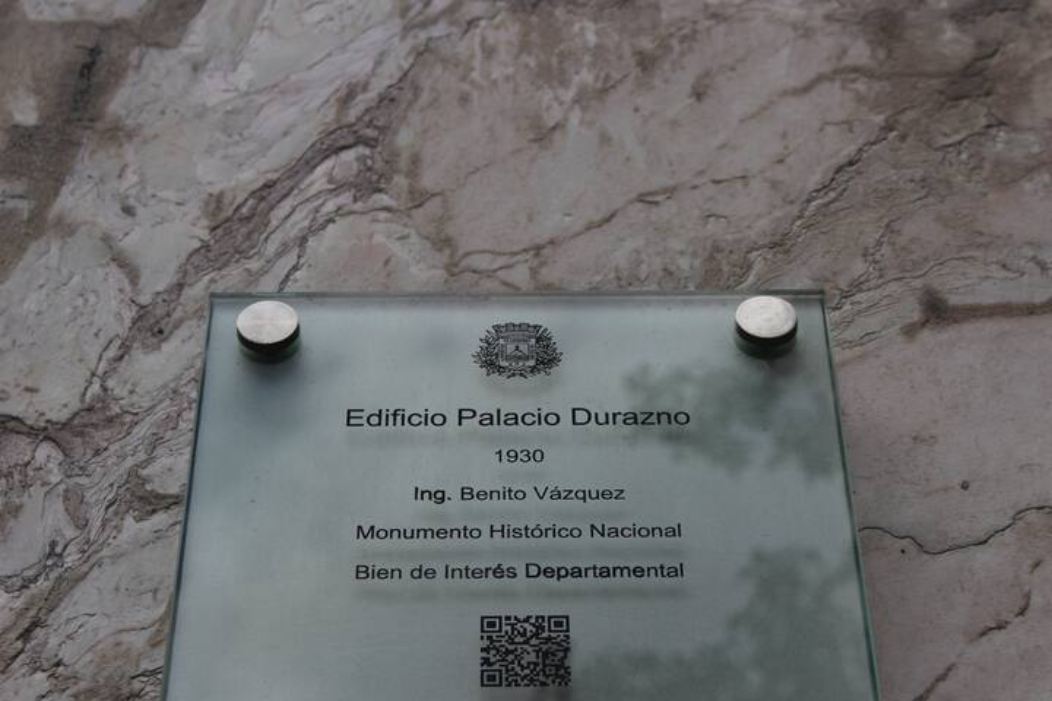 Edificio Palacio Durazno
1930
Ing. Benito Vázquez
Monumento Histórico Nacional
Bien de Interés Departamental